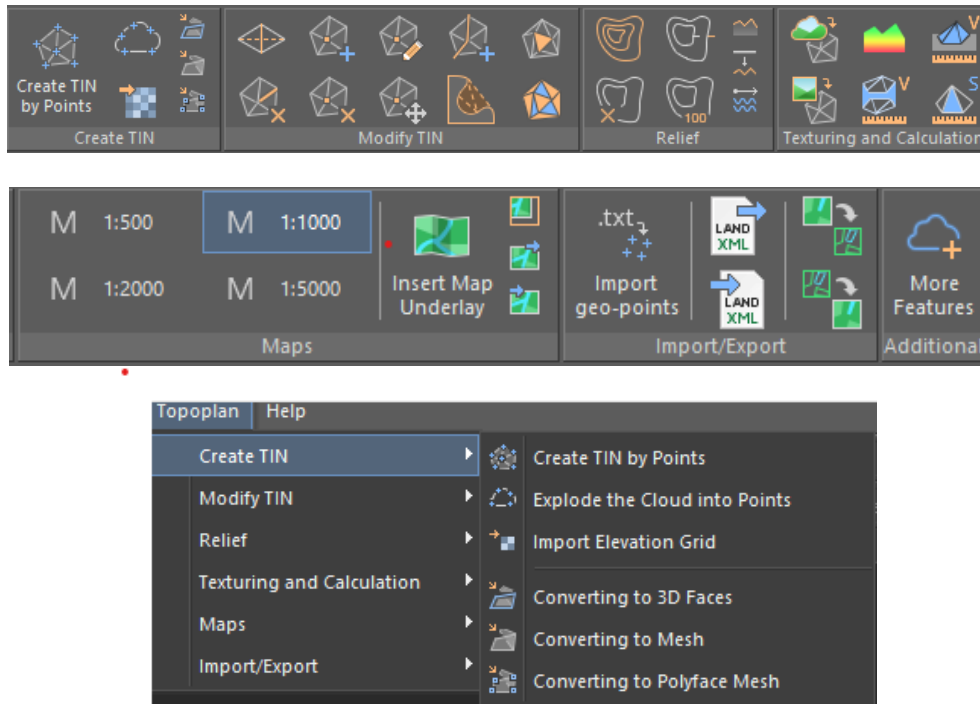 Create TIN
by Points
V
V
S
100
Create TIN
Modify TIN
Relief
Texturing and Calculation
M 1:500
M 1:1000
M 1:2000
M 1:5000
Insert Map
Underlay
.txt
Import
geo-points
LAND
XML
LAND
XML
More
Features
Maps
Import/Export
Additional
Topoplan Help
Create TIN
Modify TIN
Relief
Texturing and Calculation
Maps
Import/Export
Create TIN by Points
Explode the Cloud into Points
Import Elevation Grid
Converting to 3D Faces
Converting to Mesh
Converting to Polyface Mesh